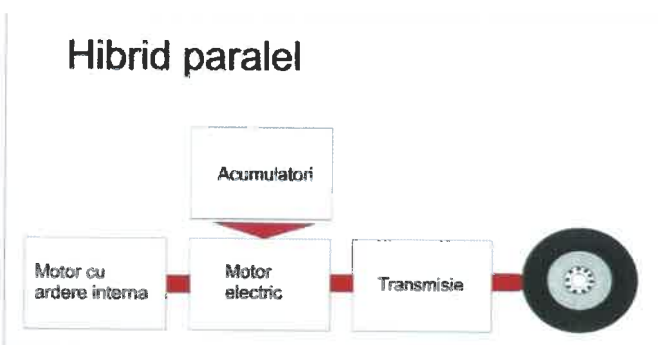 Hibrid paralel
Acumulatori
Motor cu
ardere interna
Motor
electric
Transmisie